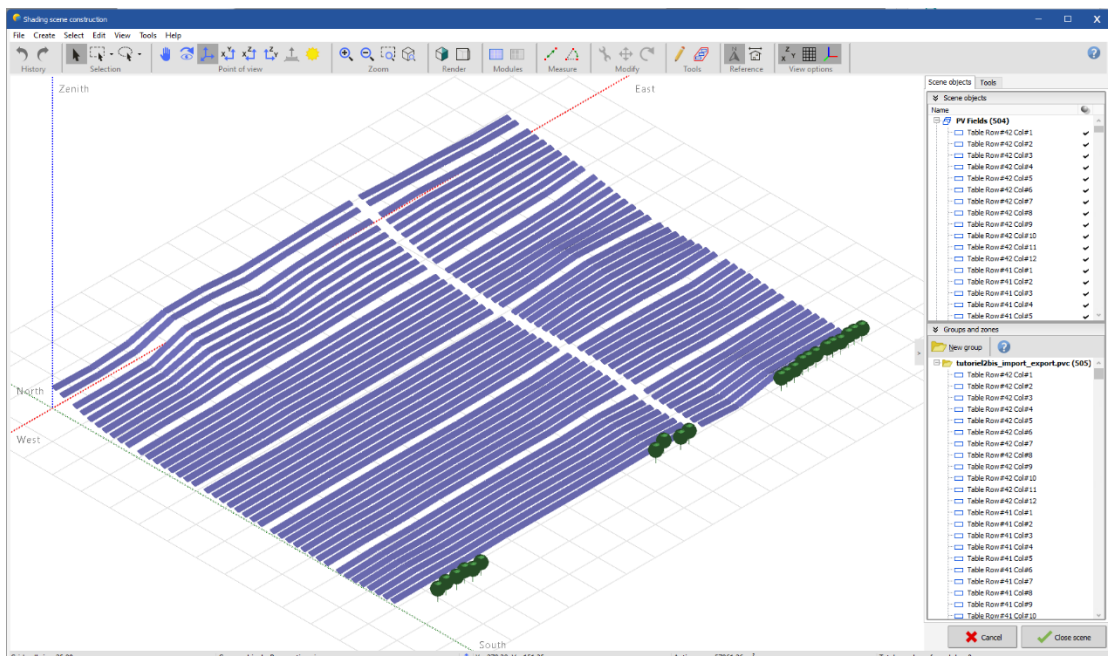 Shading scene construction
File Create Select Edit View Tools Help
History Selection Point of view Zoom Render Modules Measure Modify Tools Reference View options
Zenith
East
North
West
South
Scene objects Tools
Scene objects
Name
PV Fields (504)
Table Row#42 Col#1
Table Row#42 Col#2
Table Row#42 Col#3
Table Row#42 Col#4
Table Row#42 Col#5
Table Row#42 Col#6
Table Row#42 Col#7
Table Row#42 Col#8
Table Row#42 Col#9
Table Row#42 Col#10
Table Row#42 Col#11
Table Row#42 Col#12
Table Row#41 Col#1
Table Row#41 Col#2
Table Row#41 Col#3
Table Row#41 Col#4
Table Row#41 Col#5
Groups and zones
New group
tutoriel2bis_import_export.pvc (505)
Table Row#42 Col#1
Table Row#42 Col#2
Table Row#42 Col#3
Table Row#42 Col#4
Table Row#42 Col#5
Table Row#42 Col#6
Table Row#42 Col#7
Table Row#42 Col#8
Table Row#42 Col#9
Table Row#42 Col#10
Table Row#42 Col#11
Table Row#42 Col#12
Table Row#41 Col#1
Table Row#41 Col#2
Table Row#41 Col#3
Table Row#41 Col#4
Table Row#41 Col#5
Table Row#41 Col#6
Table Row#41 Col#7
Table Row#41 Col#8
Table Row#41 Col#9
Table Row#41 Col#10
Cancel Close scene